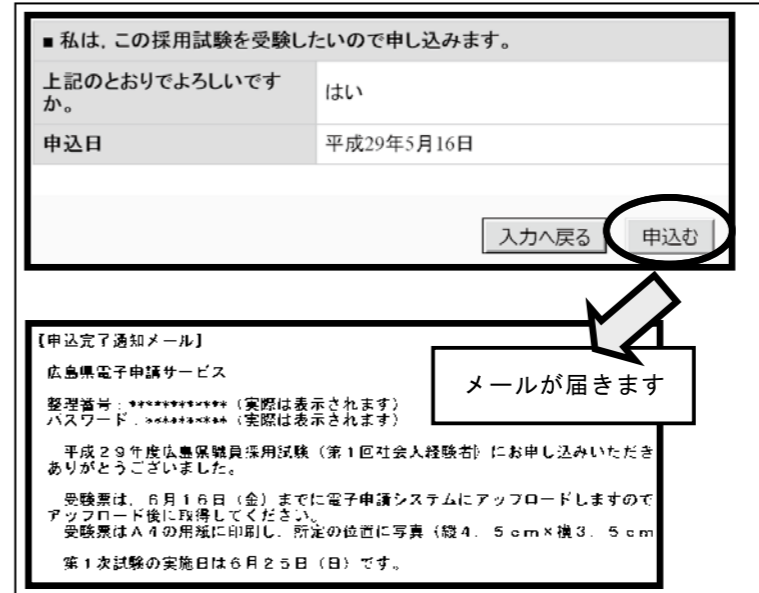 ■ 私は，この採用試験を受験したいので申し込みます。
上記のとおりでよろしいです
か。
はい
申込日
平成29年5月16日
入力へ戻る
申込む
メールが届きます
【申込完了通知メール】
広島県電子申請サービス
整理番号：************（実際は表示されます）
パスワード：**********（実際は表示されます）
平成２９年度広島県職員採用試験（第１回社会人経験者）にお申し込みいただき
ありがとうございました。
受験票は，６月１６日（金）までに電子申請システムにアップロードしますので
アップロード後に取得してください。
受験票はＡ４の用紙に印刷し，所定の位置に写真（縦４．５ｃｍ×横３．５ｃｍ
第１次試験の実施日は６月２５日（日）です。